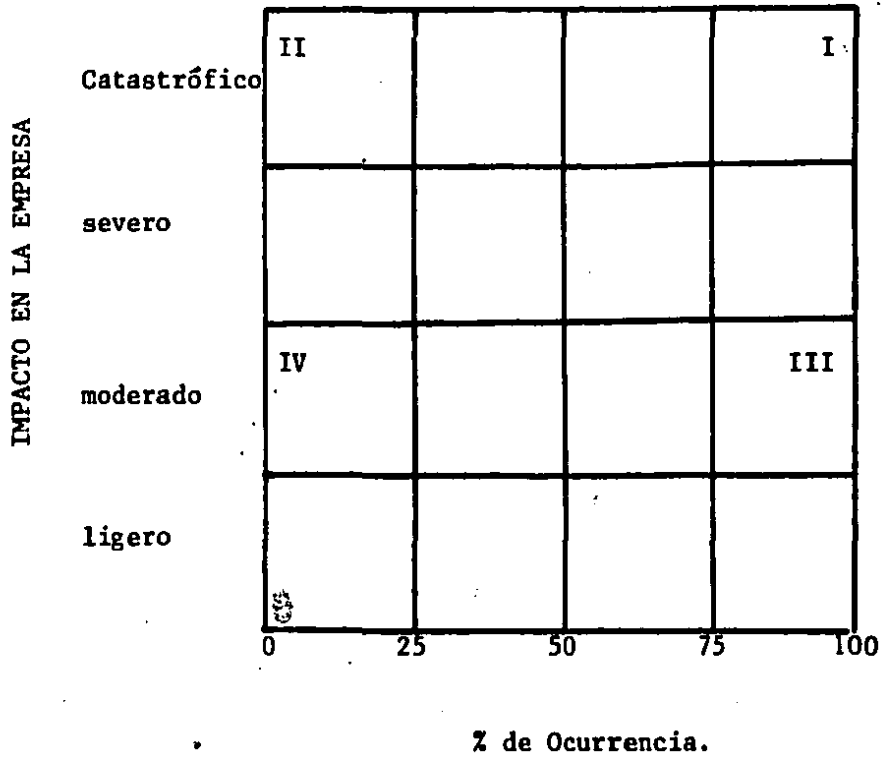 II I
Catastrófico
severo
IMPACTO EN LA EMPRESA
IV III
moderado
ligero
0 25 50 75 100
% de Ocurrencia.